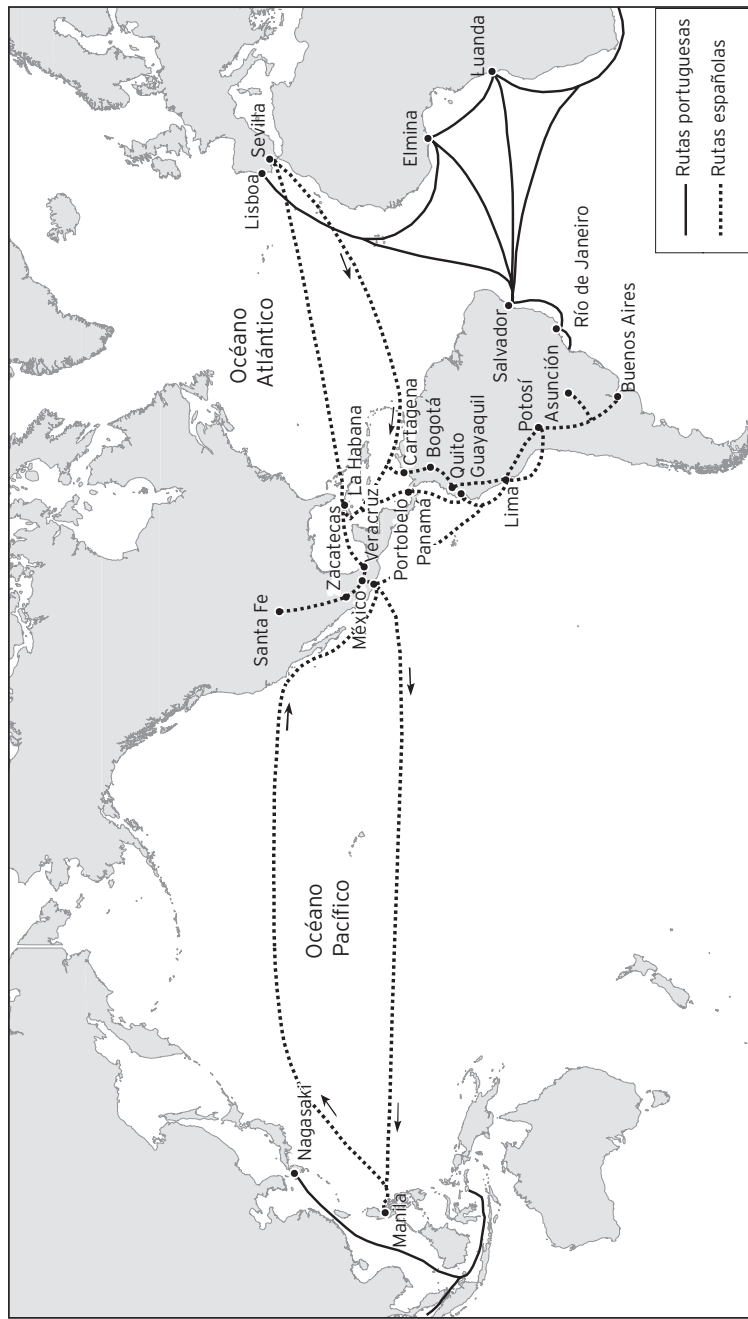 Nagasaki
Manila
Océano
Pacífico
Santa Fe
Zacatecas
México
Veracruz
La Habana
Portobelo
Panamá
Cartagena
Bogotá
Quito
Guayaquil
Lima
Potosí
Asunción
Buenos Aires
Río de Janeiro
Salvador
Océano
Atlántico
Lisboa
Sevilla
Elmina
Luanda
Rutas portuguesas
Rutas españolas